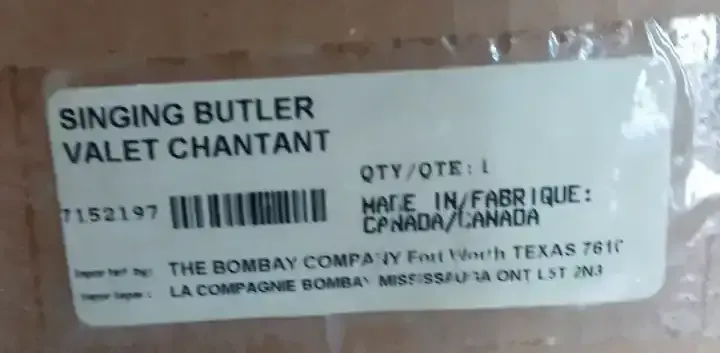 SINGING BUTLER
VALET CHANTANT
QTY/QTE: 1
7152197
MADE IN/FABRIQUE:
CANADA/CANADA
THE BOMBAY COMPANY Fort Worth TEXAS
LA COMPAGNIE BOMBAY MISSISSAUGA ONT L5T 2N3